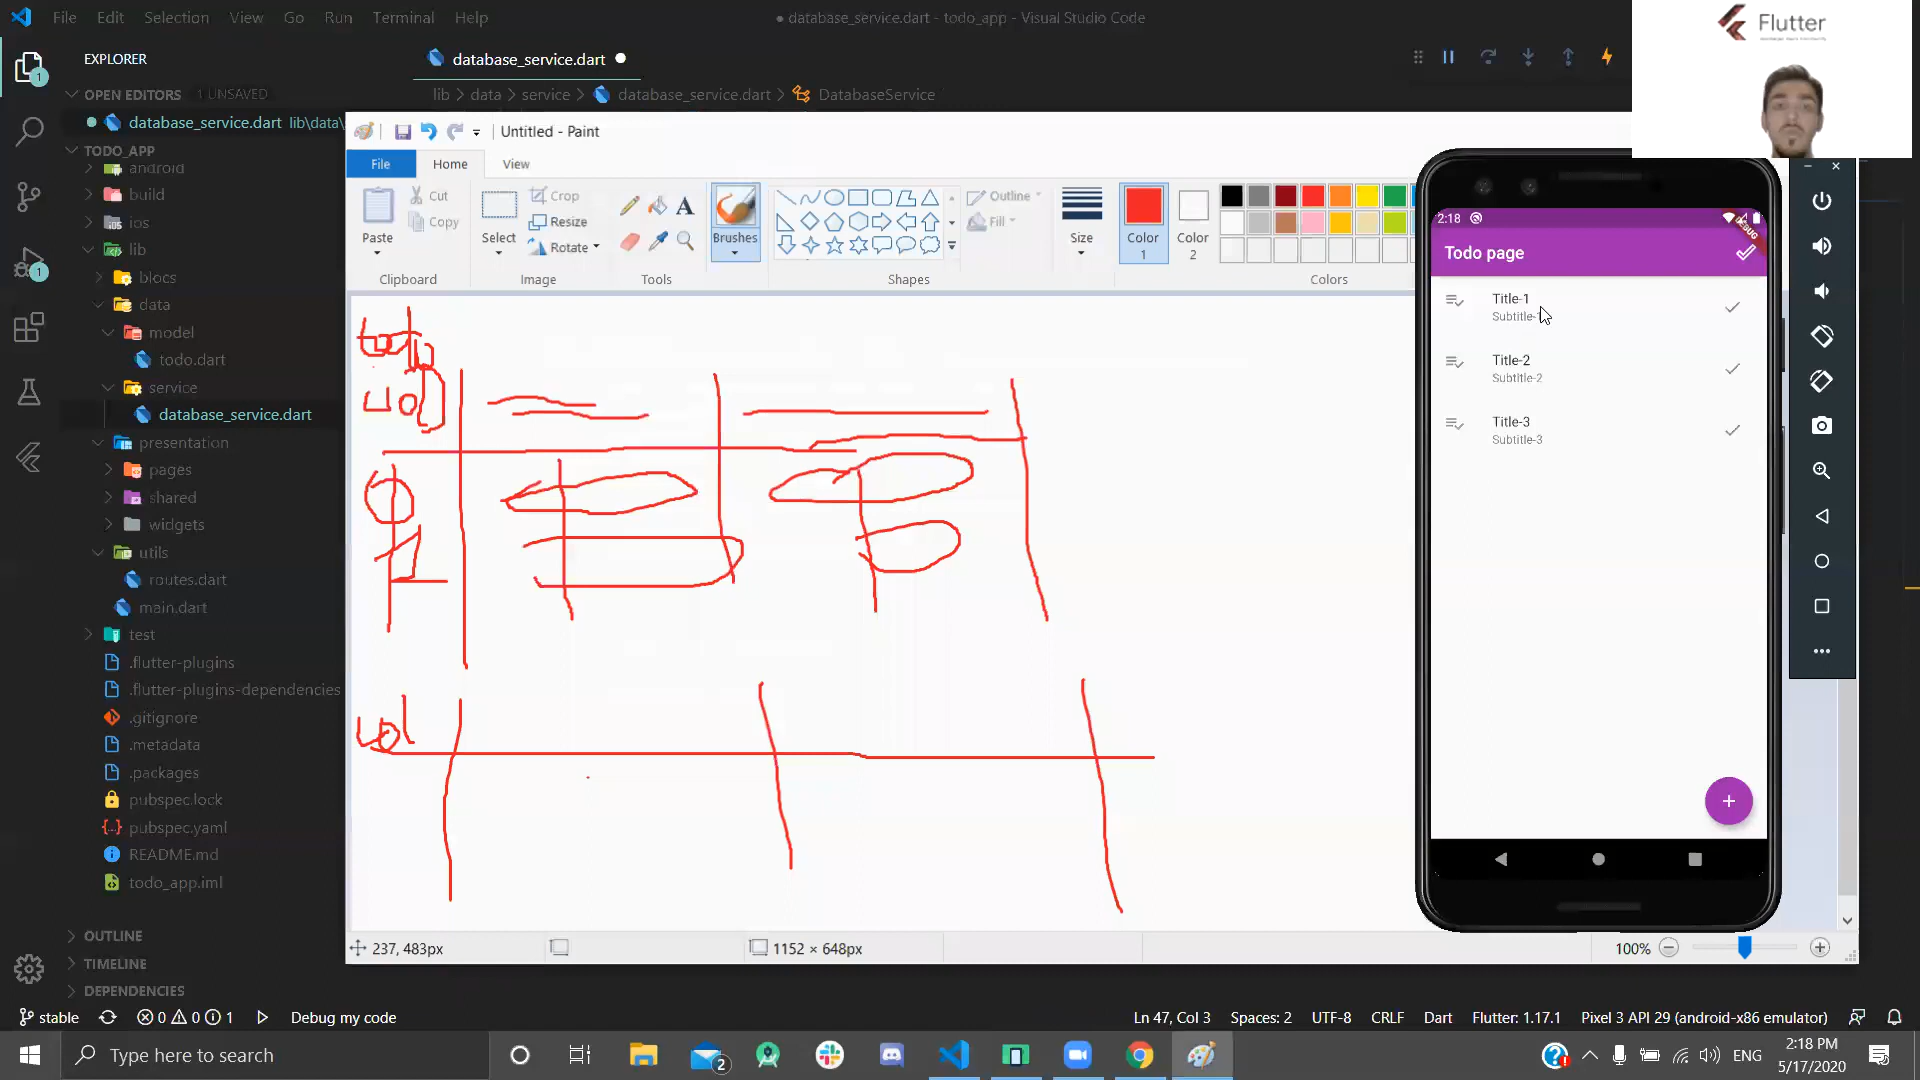 File Edit Selection View Go Run Terminal Help
● database_service.dart - todo_app - Visual Studio Code
Flutter
EXPLORER
database_service.dart
OPEN EDITORS 1 UNSAVED
lib > data > service > database_service.dart > DatabaseService
database_service.dart lib\data\
TODO_APP
android
build
ios
lib
blocs
data
model
todo.dart
service
database_service.dart
presentation
pages
shared
widgets
utils
routes.dart
main.dart
test
.flutter-plugins
.flutter-plugins-dependencies
.gitignore
.metadata
.packages
pubspec.lock
pubspec.yaml
README.md
todo_app.iml
OUTLINE
TIMELINE
DEPENDENCIES
Untitled - Paint
File Home View
Paste
Cut
Copy
Clipboard
Select
Crop
Resize
Rotate
Image
Tools
Brushes
Shapes
Outline
Fill
Size
Color 1
Color 2
Colors
237, 483px
1152 × 648px
100%
2:18
DEBUG
Todo page
Title-1
Subtitle-1
Title-2
Subtitle-2
Title-3
Subtitle-3
stable
0 0 1
Debug my code
Ln 47, Col 3
Spaces: 2
UTF-8
CRLF
Dart
Flutter: 1.17.1
Pixel 3 API 29 (android-x86 emulator)
Type here to search
2
ENG
2:18 PM
5/17/2020